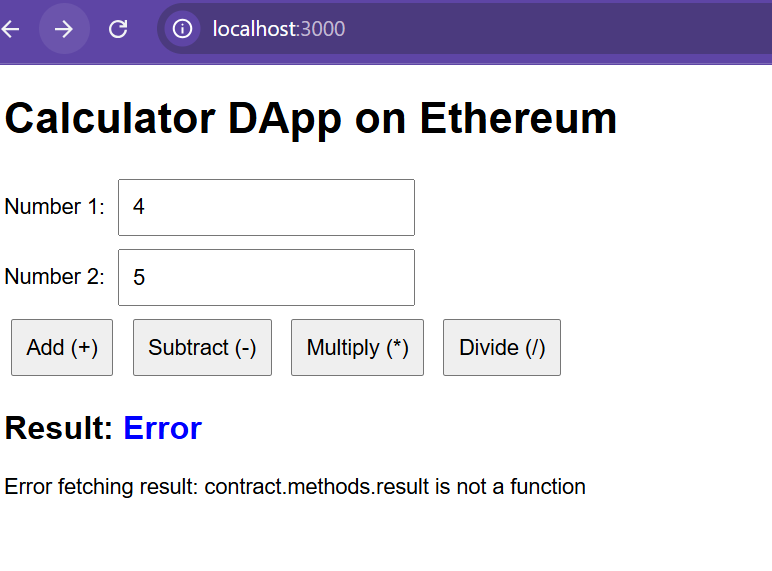 localhost:3000
Calculator DApp on Ethereum
Number 1: 4
Number 2: 5
Add (+) Subtract (-) Multiply (*) Divide (/)
Result: Error
Error fetching result: contract.methods.result is not a function